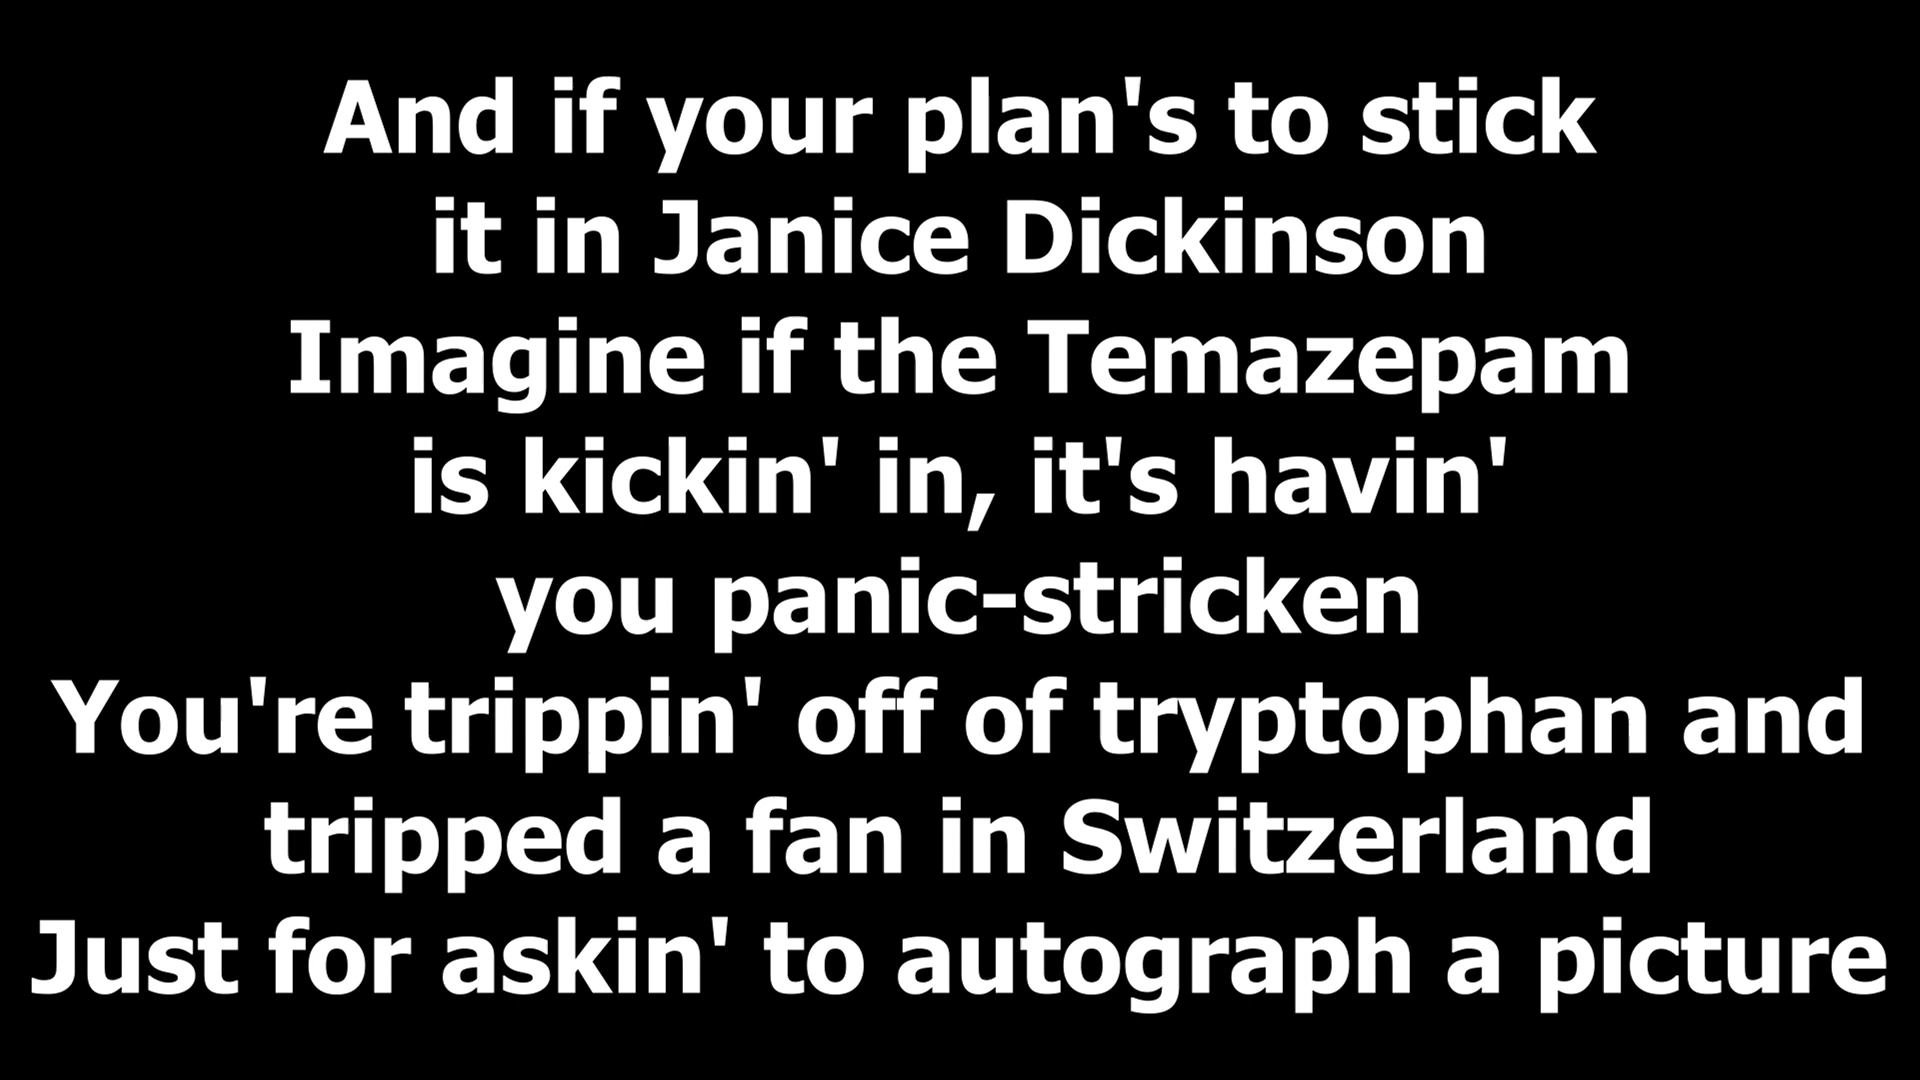 And if your plan's to stick
it in Janice Dickinson
Imagine if the Temazepam
is kickin' in, it's havin'
you panic-stricken
You're trippin' off of tryptophan and
tripped a fan in Switzerland
Just for askin' to autograph a picture